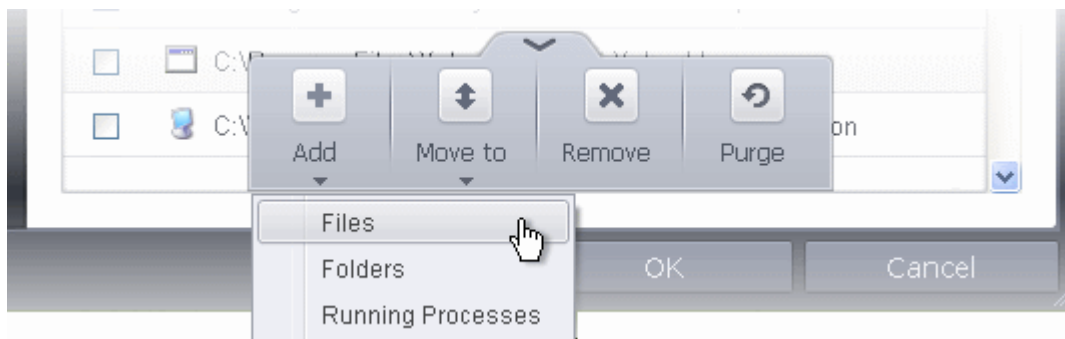 C:\
C:\
on
Add
Move to
Remove
Purge
Files
Folders
Running Processes
OK
Cancel